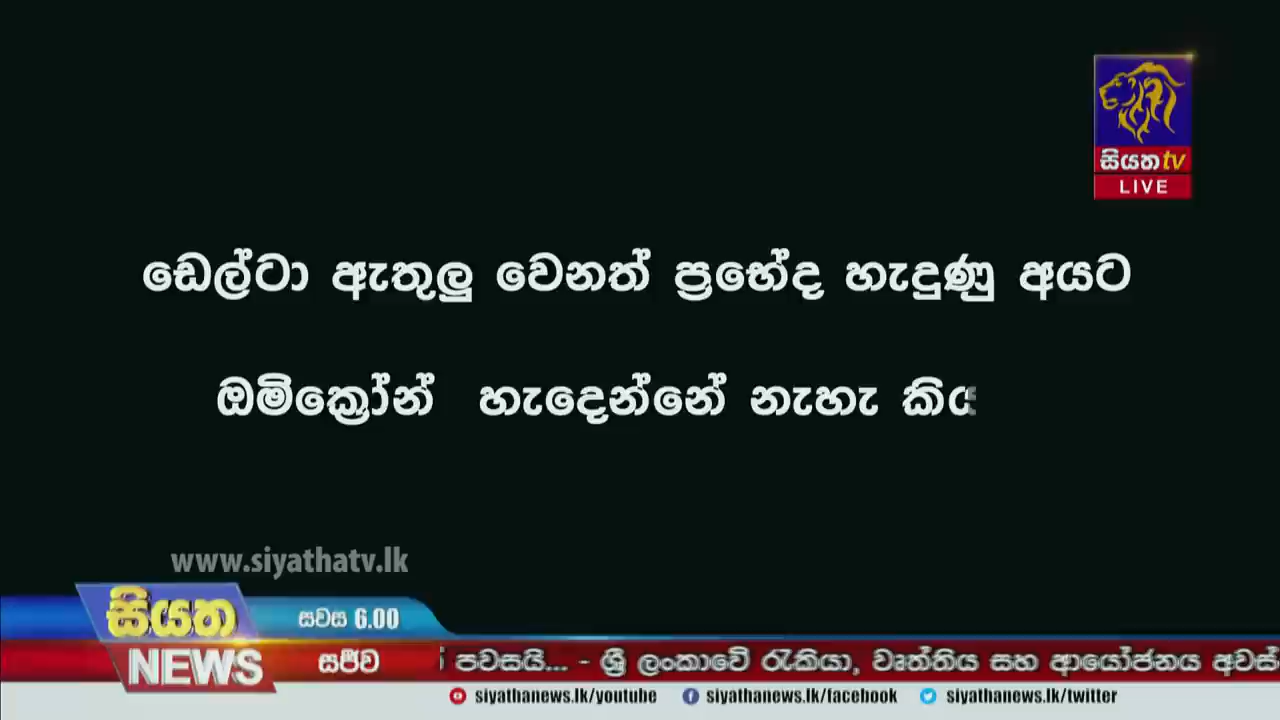 සියත tv
LIVE
ඩෙල්ටා ඇතුලු වෙනත් ප්‍රභේද හැදුණු අයට
ඔමික්‍රෝන් හැදෙන්නේ නැහැ කිය
www.siyathatv.lk
සියත
NEWS
සවස 6.00
සජීව
පවසයි... - ශ්‍රී ලංකාවේ රැකියා, වෘත්තිය සහ ආයෝජනය අවස්
siyathanews.lk/youtube siyathanews.lk/facebook siyathanews.lk/twitter